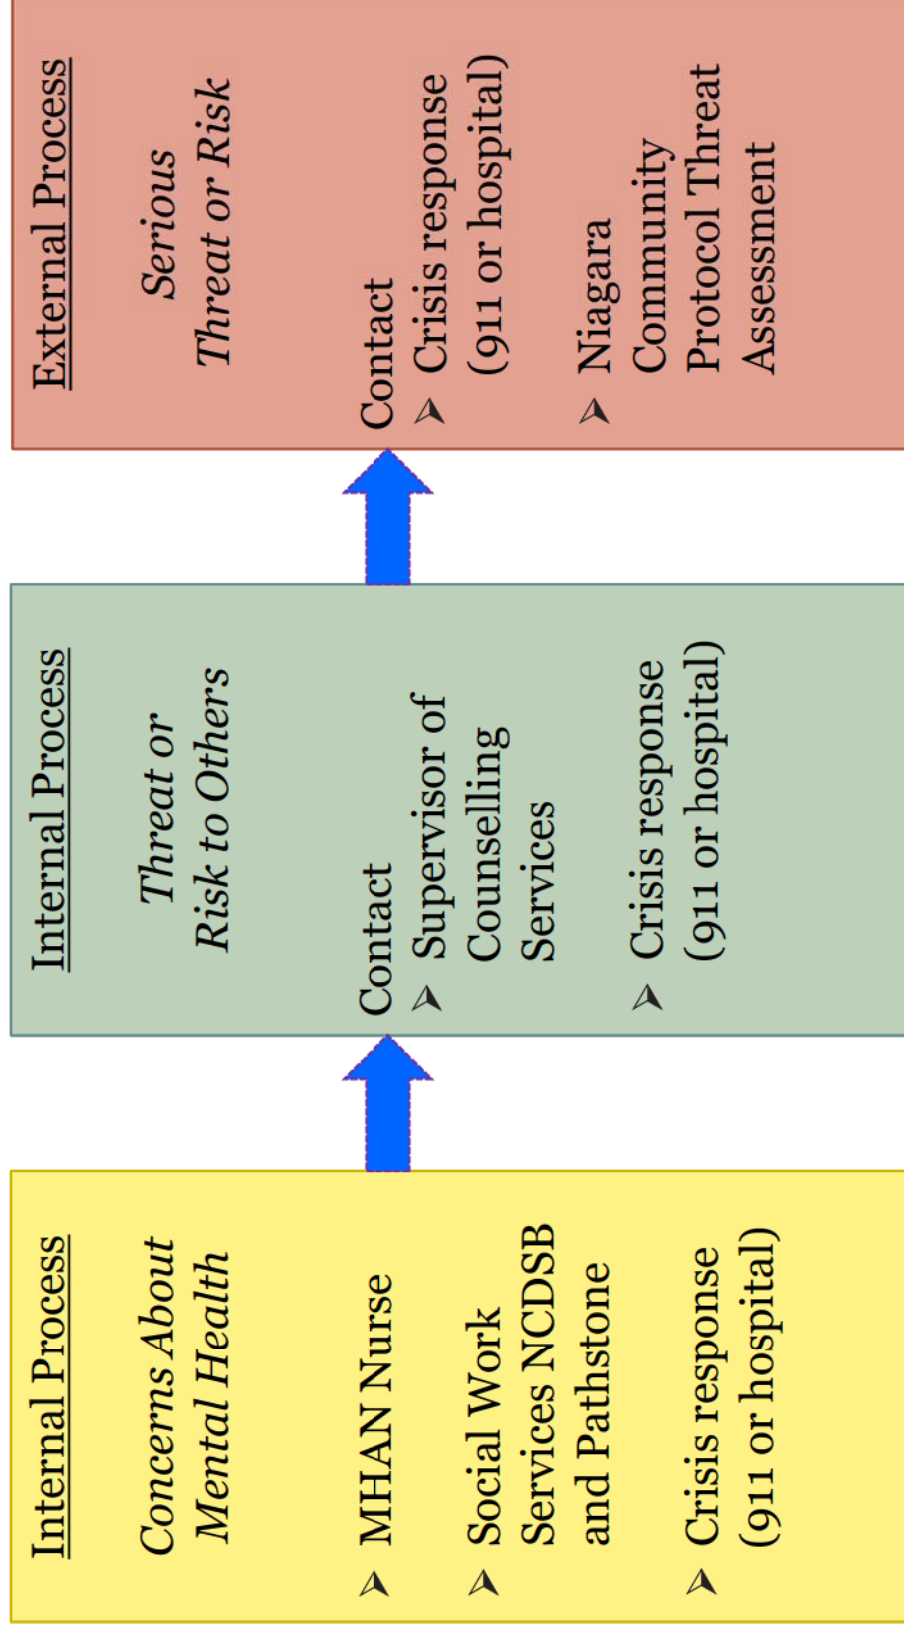 Internal Process
Concerns About
Mental Health
➤ MHAN Nurse
➤ Social Work
Services NCDSB
and Pathstone
➤ Crisis response
(911 or hospital)
Internal Process
Threat or
Risk to Others
Contact
➤ Supervisor of
Counselling
Services
➤ Crisis response
(911 or hospital)
External Process
Serious
Threat or Risk
Contact
➤ Crisis response
(911 or hospital)
➤ Niagara
Community
Protocol Threat
Assessment